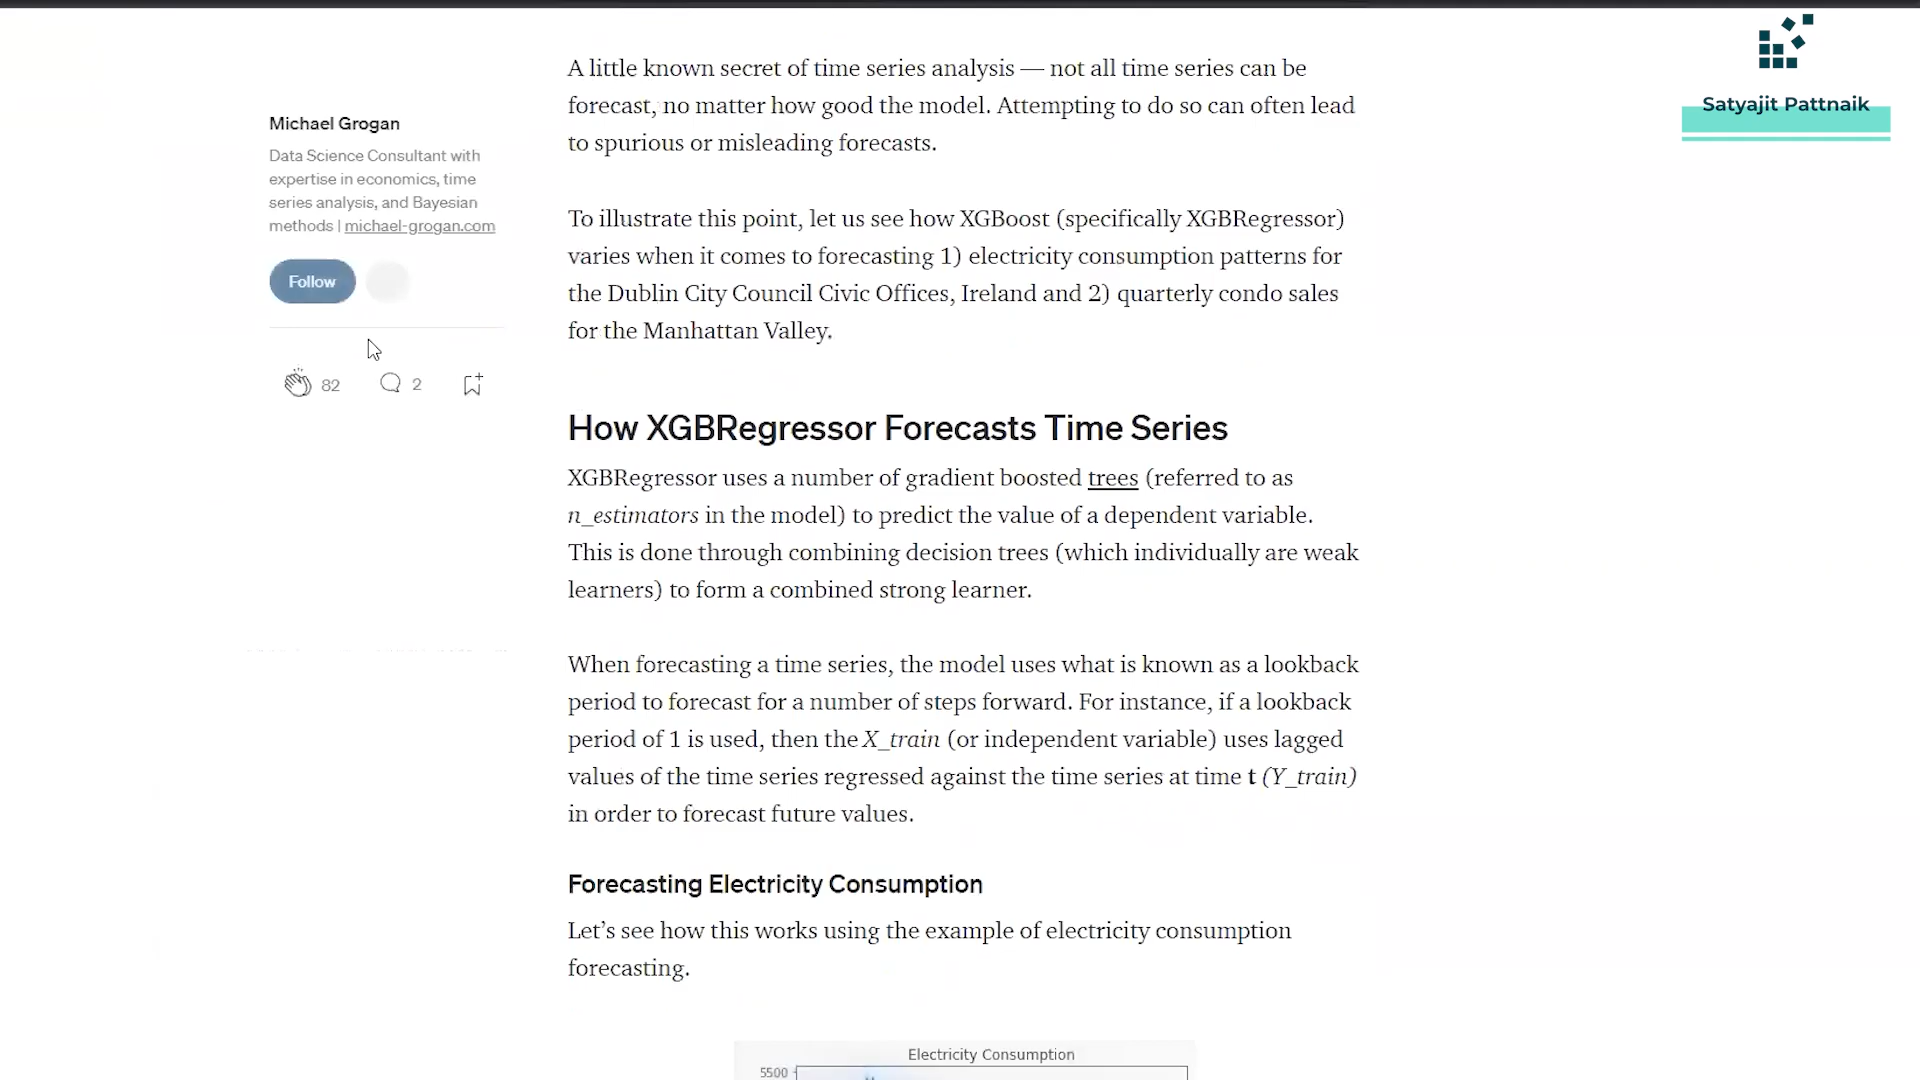 Satyajit Pattnaik
Michael Grogan
Data Science Consultant with
expertise in economics, time
series analysis, and Bayesian
methods | michael-grogan.com
Follow
82
2
A little known secret of time series analysis — not all time series can be
forecast, no matter how good the model. Attempting to do so can often lead
to spurious or misleading forecasts.
To illustrate this point, let us see how XGBoost (specifically XGBRegressor)
varies when it comes to forecasting 1) electricity consumption patterns for
the Dublin City Council Civic Offices, Ireland and 2) quarterly condo sales
for the Manhattan Valley.
How XGBRegressor Forecasts Time Series
XGBRegressor uses a number of gradient boosted trees (referred to as
n_estimators in the model) to predict the value of a dependent variable.
This is done through combining decision trees (which individually are weak
learners) to form a combined strong learner.
When forecasting a time series, the model uses what is known as a lookback
period to forecast for a number of steps forward. For instance, if a lookback
period of 1 is used, then the X_train (or independent variable) uses lagged
values of the time series regressed against the time series at time t (Y_train)
in order to forecast future values.
Forecasting Electricity Consumption
Let's see how this works using the example of electricity consumption
forecasting.
Electricity Consumption
5500